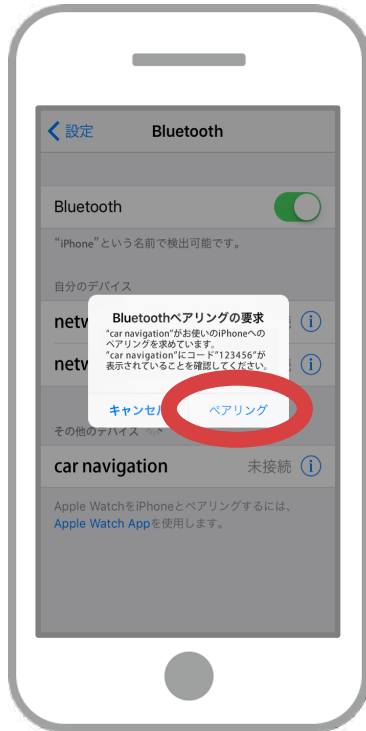 設定
Bluetooth
Bluetooth
“iPhone”という名前で検出可能です。
自分のデバイス
Bluetoothペアリングの要求
“car navigation”がお使いのiPhoneへの
ペアリングを求めています。
“car navigation”にコード“123456”が
表示されていることを確認してください。
netw
netw
キャンセル
ペアリング
その他のデバイス
car navigation 未接続
Apple WatchをiPhoneとペアリングするには、
Apple Watch Appを使用します。